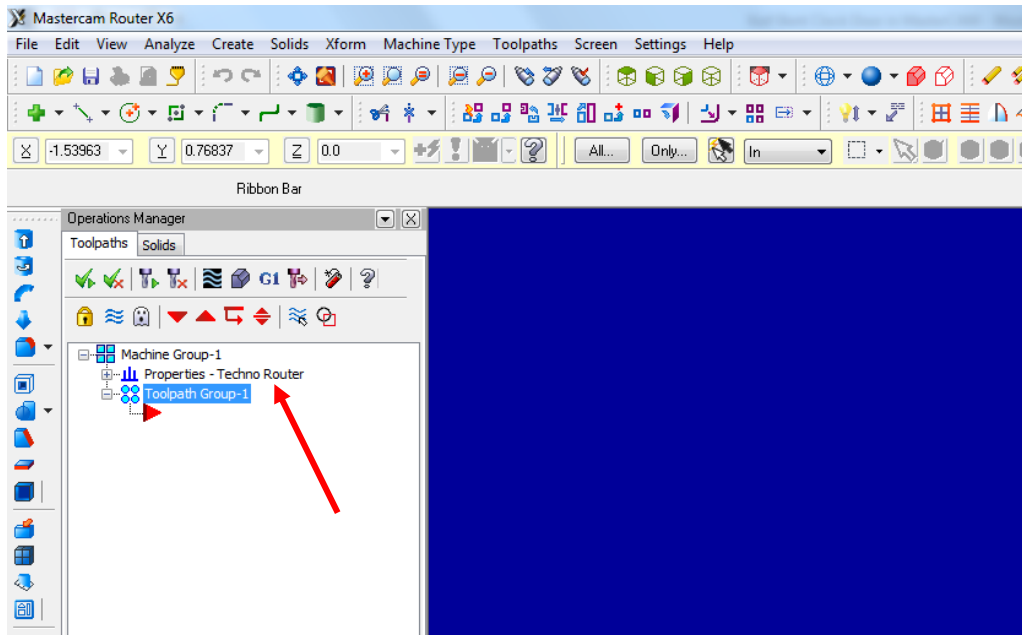 Mastercam Router X6
File Edit View Analyze Create Solids Xform Machine Type Toolpaths Screen Settings Help
X -1.53963 Y 0.76837 Z 0.0 All... Only... In
Ribbon Bar
Operations Manager
Toolpaths Solids
G1
Machine Group-1
Properties - Techno Router
Toolpath Group-1